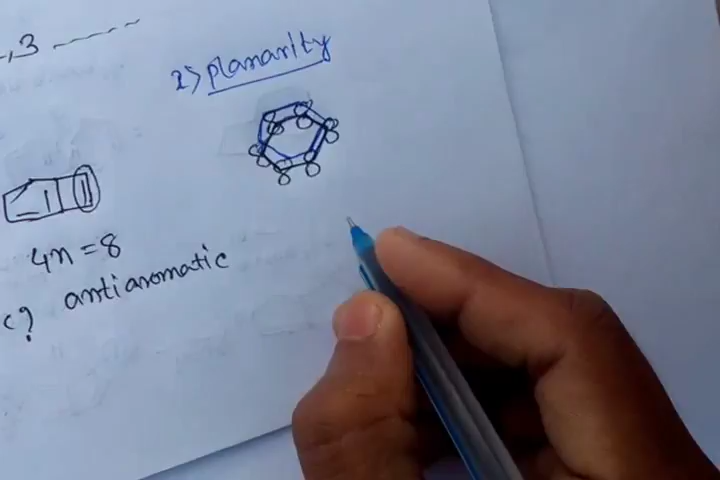 ,3
2> planarity
4n = 8
antiaromatic
c?